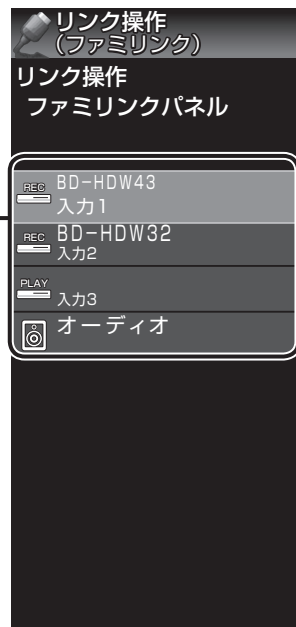 リンク操作
(ファミリンク)
リンク操作
ファミリンクパネル
REC BD-HDW43
入力1
REC BD-HDW32
入力2
PLAY
入力3
オーディオ